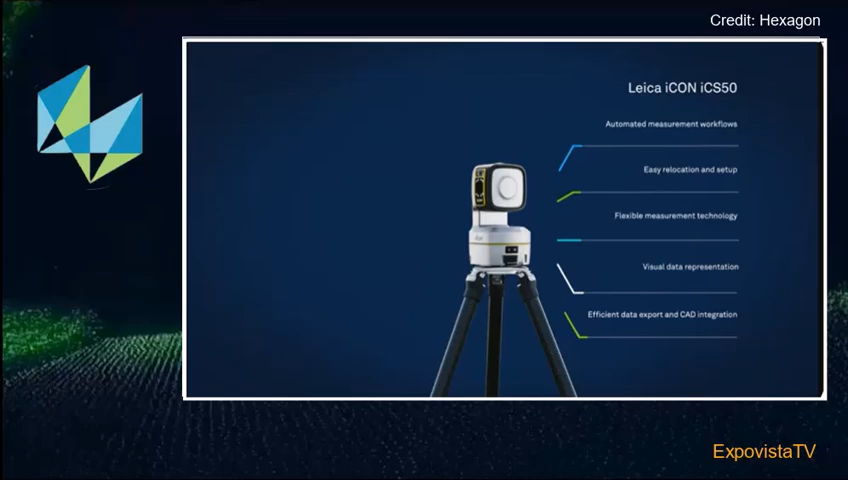 Credit: Hexagon
Leica iCON iCS50
Automated measurement workflows
Easy relocation and setup
Flexible measurement technology
Visual data representation
Efficient data export and CAD integration
ExpovistaTV